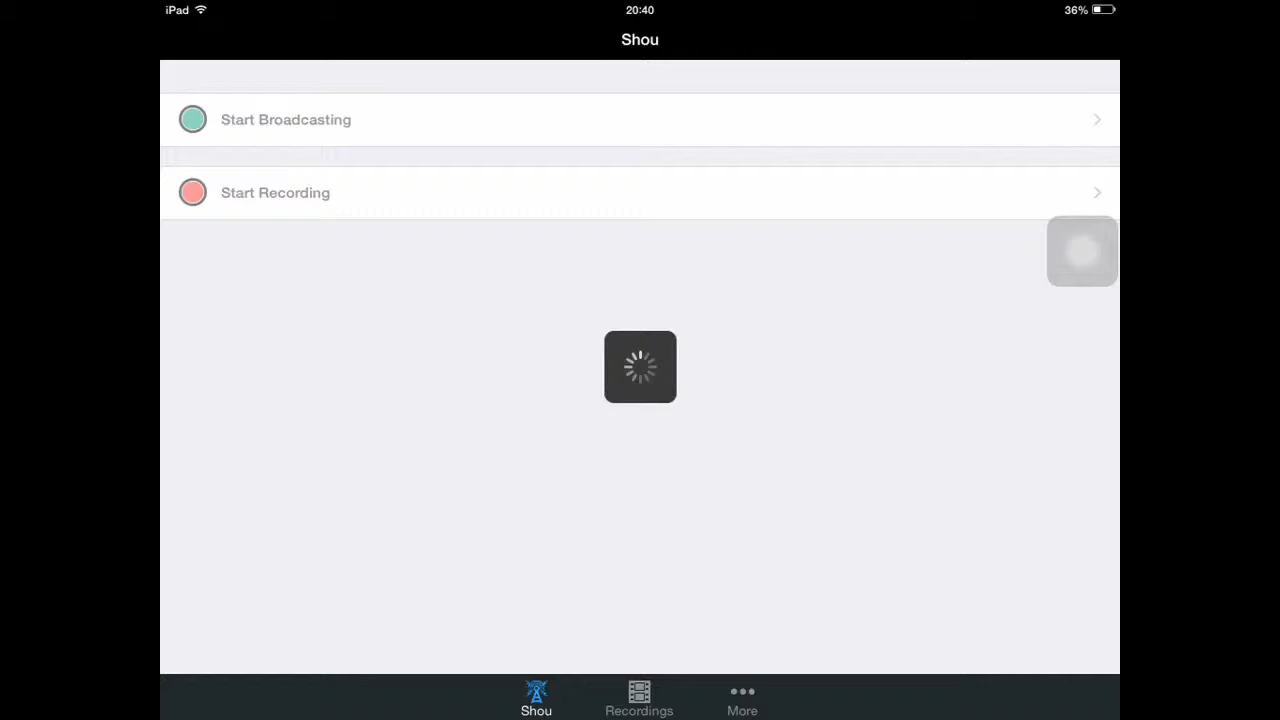 iPad 20:40 36%
Shou
Start Broadcasting
Start Recording
Shou Recordings More